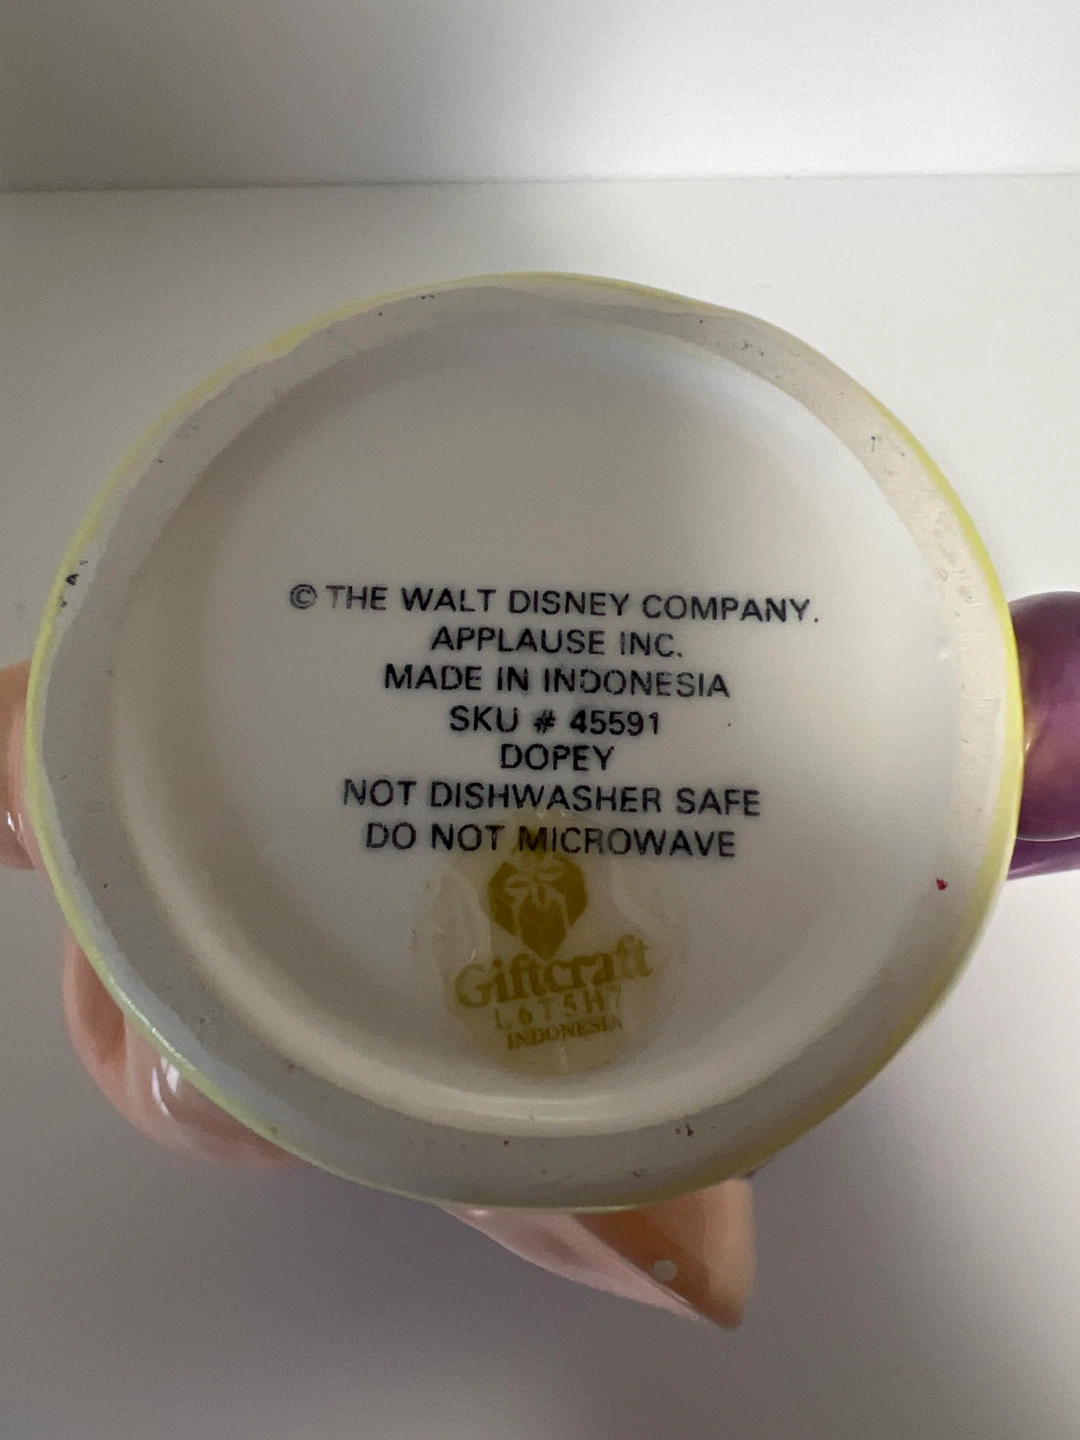 © THE WALT DISNEY COMPANY.
APPLAUSE INC.
MADE IN INDONESIA
SKU # 45591
DOPEY
NOT DISHWASHER SAFE
DO NOT MICROWAVE
Giftcraft
L6T5H7
INDONESIA